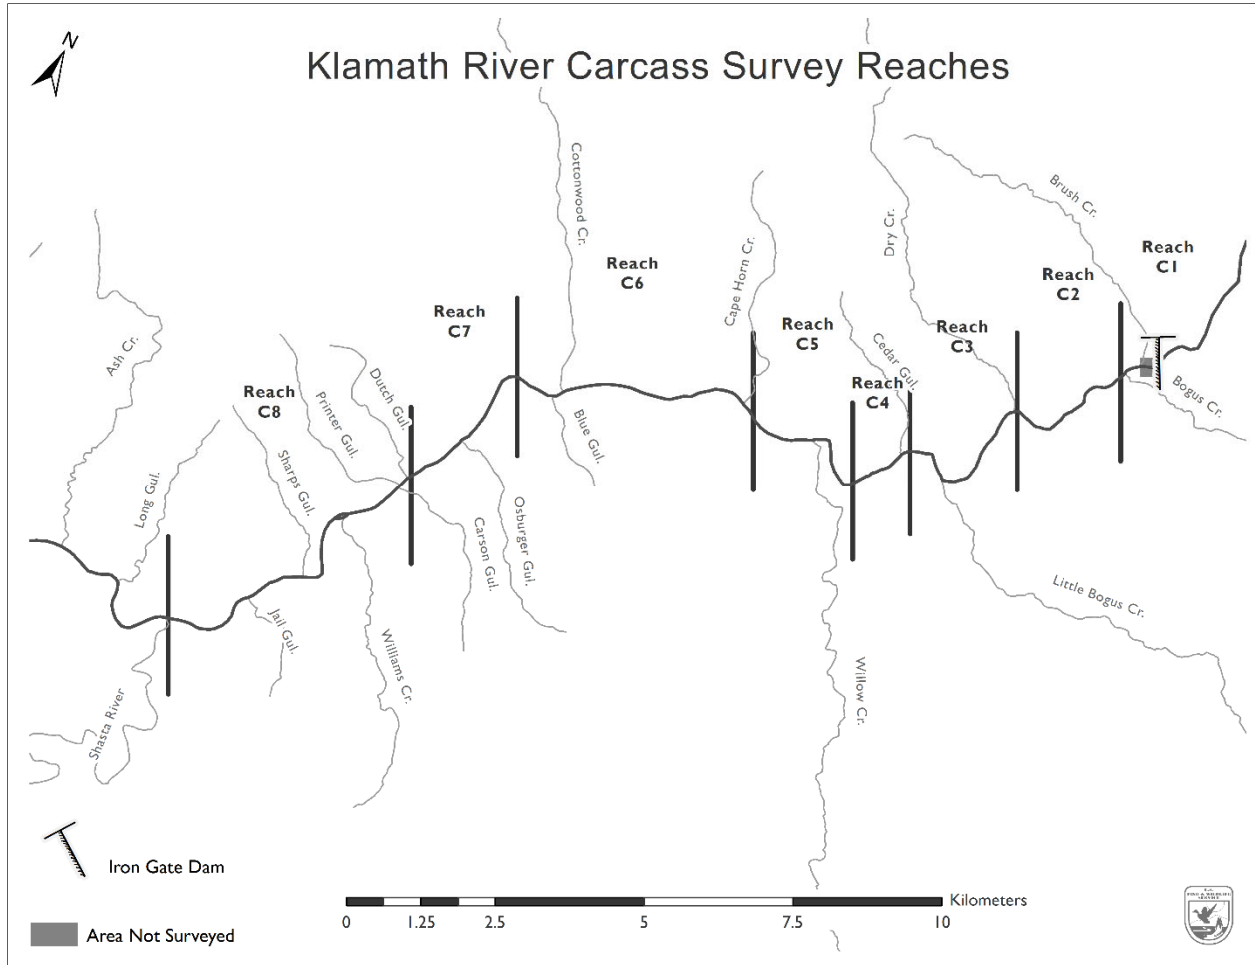 N
Klamath River Carcass Survey Reaches
Cottonwood Cr.
Brush Cr.
Dry Cr.
Reach
C1
Cape Horn Cr.
Reach
C6
Reach
C2
Reach
C7
Reach
C5
Reach
C3
Ash Cr.
Cedar Gul.
Dutch Gul.
Reach
C8
Reach
C4
Printer Gul.
Bogus Cr.
Blue Gul.
Sharps Gul.
Long Gul.
Osburger Gul.
Carson Gul.
Little Bogus Cr.
Jail Gul.
Williams Cr.
Willow Cr.
Shasta River
Iron Gate Dam
Area Not Surveyed
Kilometers
0 1.25 2.5 5 7.5 10
U.S.
FISH & WILDLIFE
SERVICE